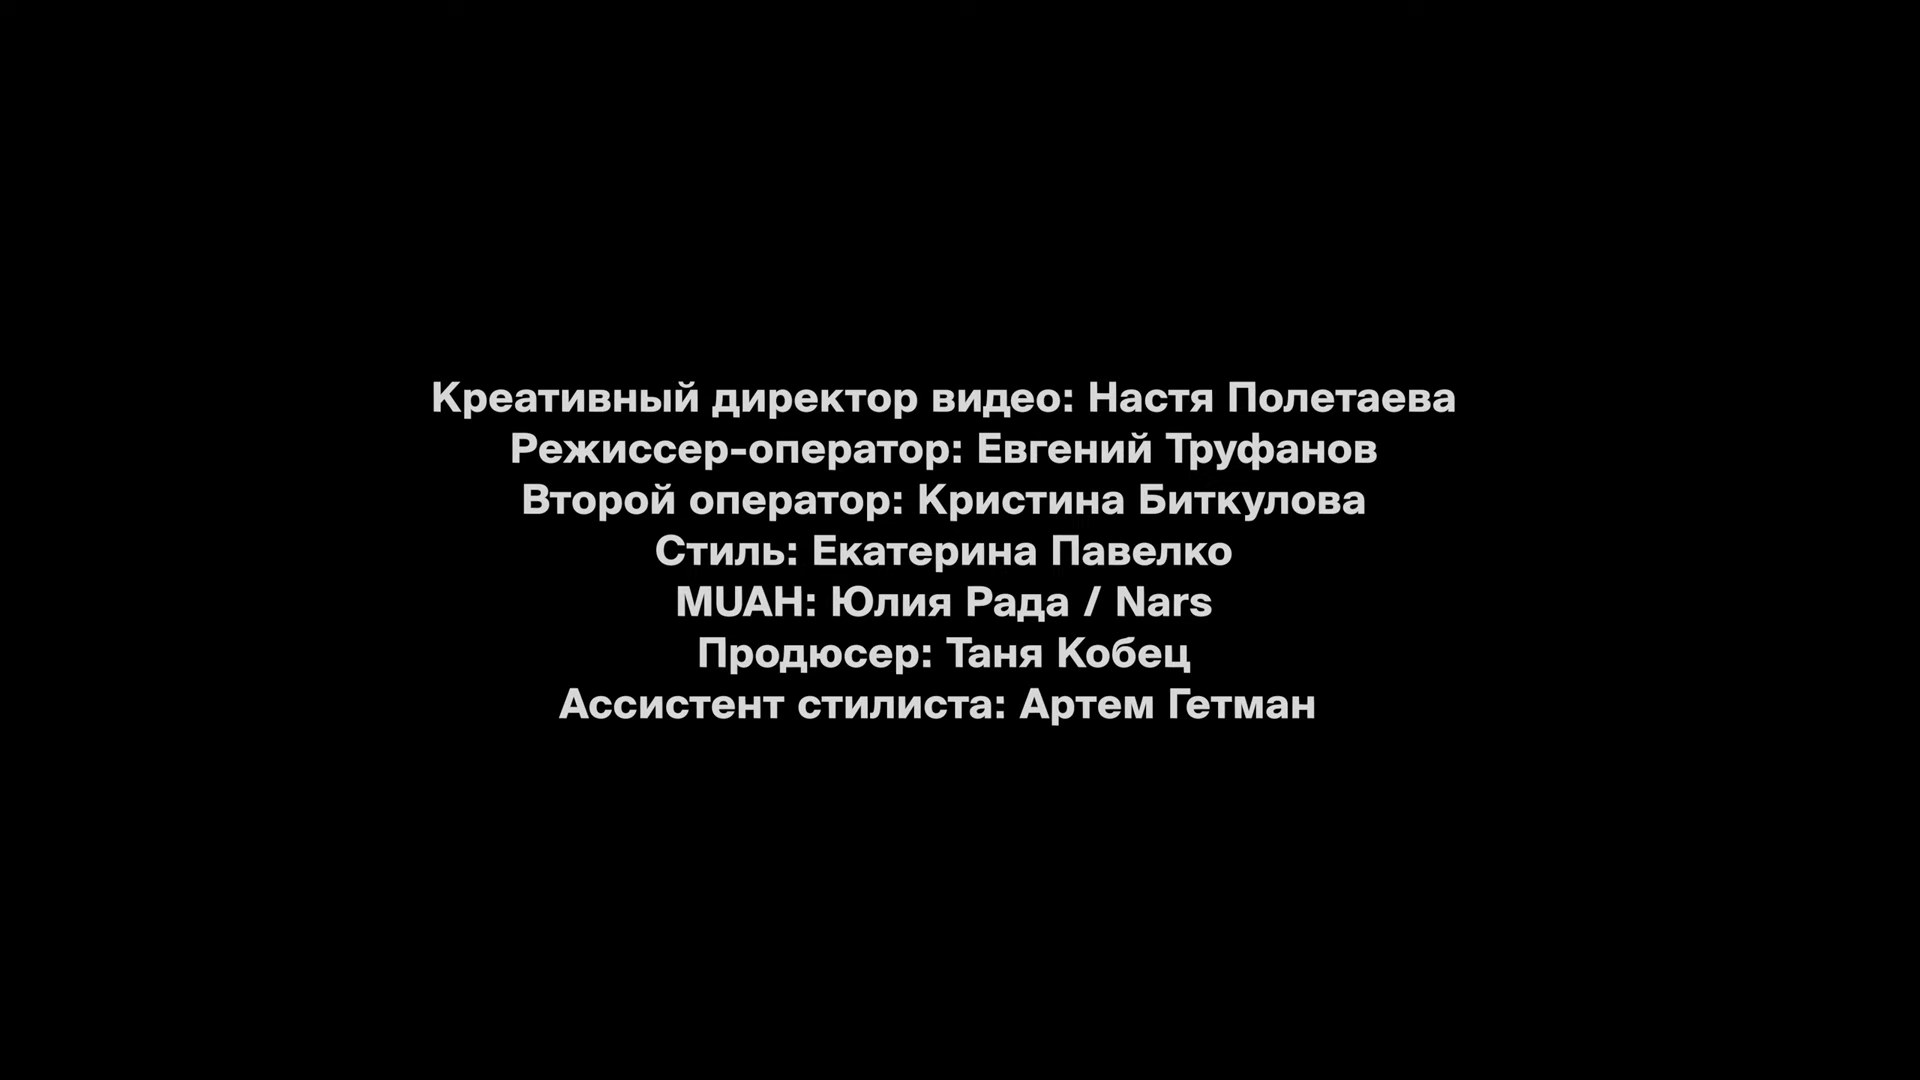 Креативный директор видео: Настя Полетаева
Режиссер-оператор: Евгений Труфанов
Второй оператор: Кристина Биткулова
Стиль: Екатерина Павелко
MUAH: Юлия Рада / Nars
Продюсер: Таня Кобец
Ассистент стилиста: Артем Гетман